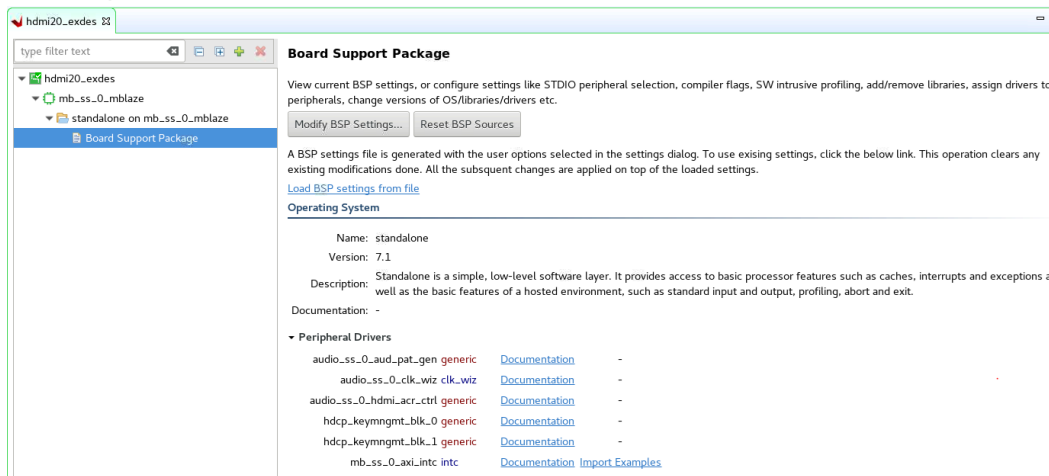 hdmi20_exdes
type filter text
hdmi20_exdes
mb_ss_0_mblaze
standalone on mb_ss_0_mblaze
Board Support Package
Board Support Package
View current BSP settings, or configure settings like STDIO peripheral selection, compiler flags, SW intrusive profiling, add/remove libraries, assign drivers to
peripherals, change versions of OS/libraries/drivers etc.
Modify BSP Settings... Reset BSP Sources
A BSP settings file is generated with the user options selected in the settings dialog. To use exising settings, click the below link. This operation clears any
existing modifications done. All the subsquent changes are applied on top of the loaded settings.
Load BSP settings from file
Operating System
Name: standalone
Version: 7.1
Description: Standalone is a simple, low-level software layer. It provides access to basic processor features such as caches, interrupts and exceptions a
well as the basic features of a hosted environment, such as standard input and output, profiling, abort and exit.
Documentation: -
Peripheral Drivers
audio_ss_0_aud_pat_gen generic Documentation -
audio_ss_0_clk_wiz clk_wiz Documentation -
audio_ss_0_hdmi_acr_ctrl generic Documentation -
hdcp_keymngmt_blk_0 generic Documentation -
hdcp_keymngmt_blk_1 generic Documentation -
mb_ss_0_axi_intc intc Documentation Import Examples